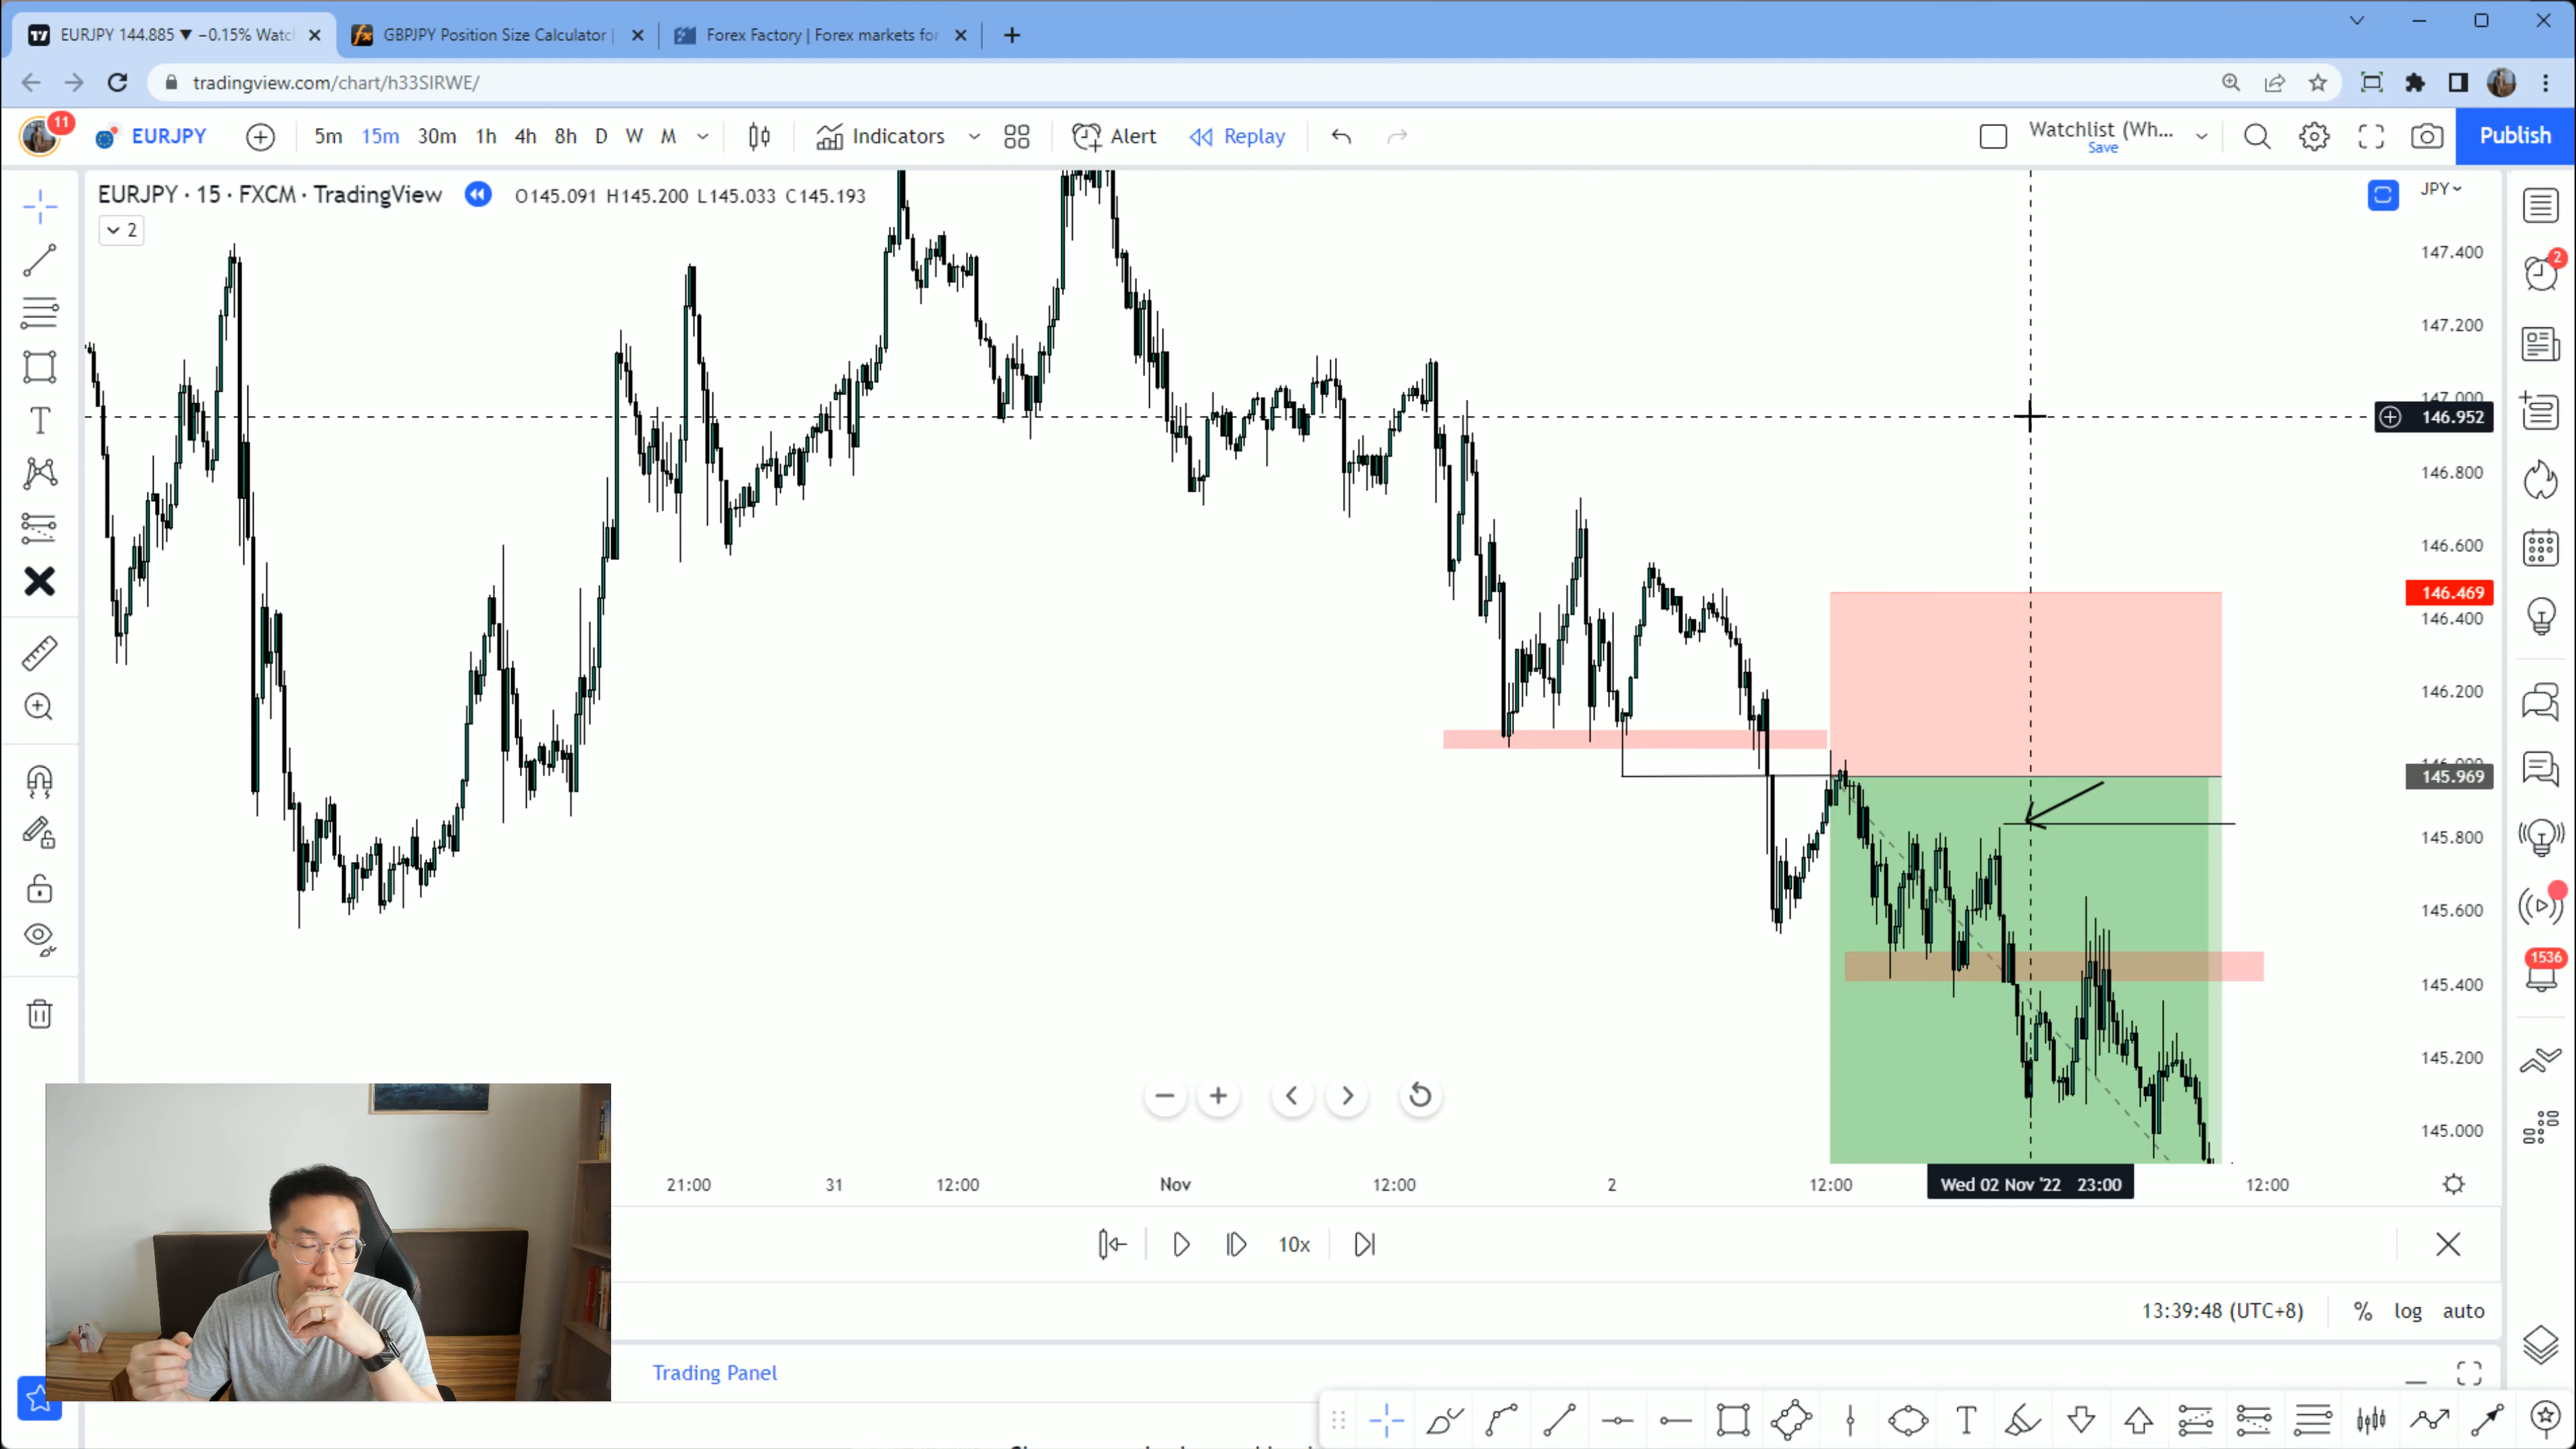 EURJPY 144.885 ▼ −0.15% Watc
GBPJPY Position Size Calculator |
Forex Factory | Forex markets for
tradingview.com/chart/h33SIRWE/
11
EURJPY
5m 15m 30m 1h 4h 8h D W M
Indicators
Alert
Replay
Watchlist (Wh...
Save
Publish
EURJPY · 15 · FXCM · TradingView
O145.091 H145.200 L145.033 C145.193
2
JPY
147.400
147.200
147.000
146.952
146.800
146.600
146.469
146.400
146.200
145.969
145.800
145.600
145.400
145.200
145.000
2
1536
21:00 31 12:00 Nov 12:00 2 12:00 Wed 02 Nov '22 23:00 12:00
10x
13:39:48 (UTC+8) % log auto
Trading Panel